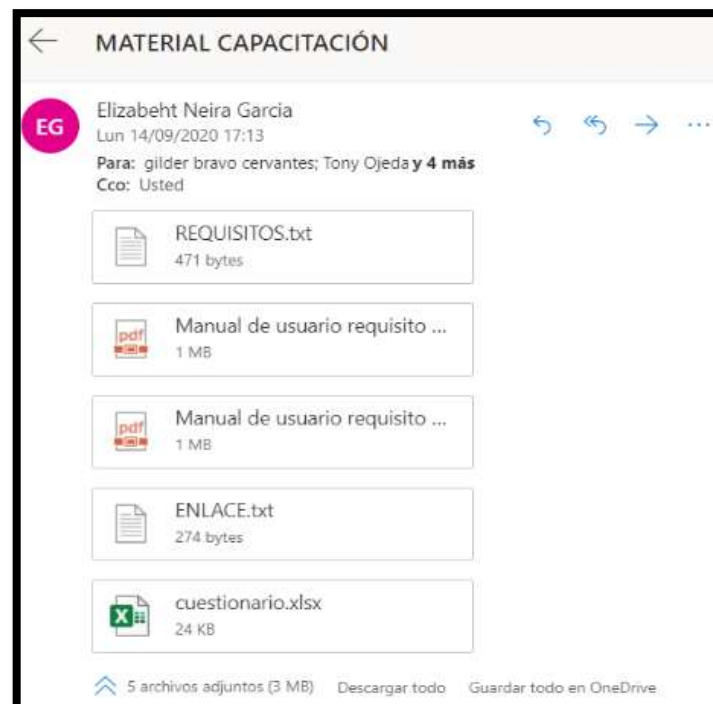 MATERIAL CAPACITACIÓN
EG
Elizabeht Neira Garcia
Lun 14/09/2020 17:13
Para: gilder bravo cervantes; Tony Ojeda y 4 más
Cco: Usted
REQUISITOS.txt
471 bytes
pdf
Manual de usuario requisito ...
1 MB
pdf
Manual de usuario requisito ...
1 MB
ENLACE.txt
274 bytes
X
cuestionario.xlsx
24 KB
5 archivos adjuntos (3 MB) Descargar todo Guardar todo en OneDrive